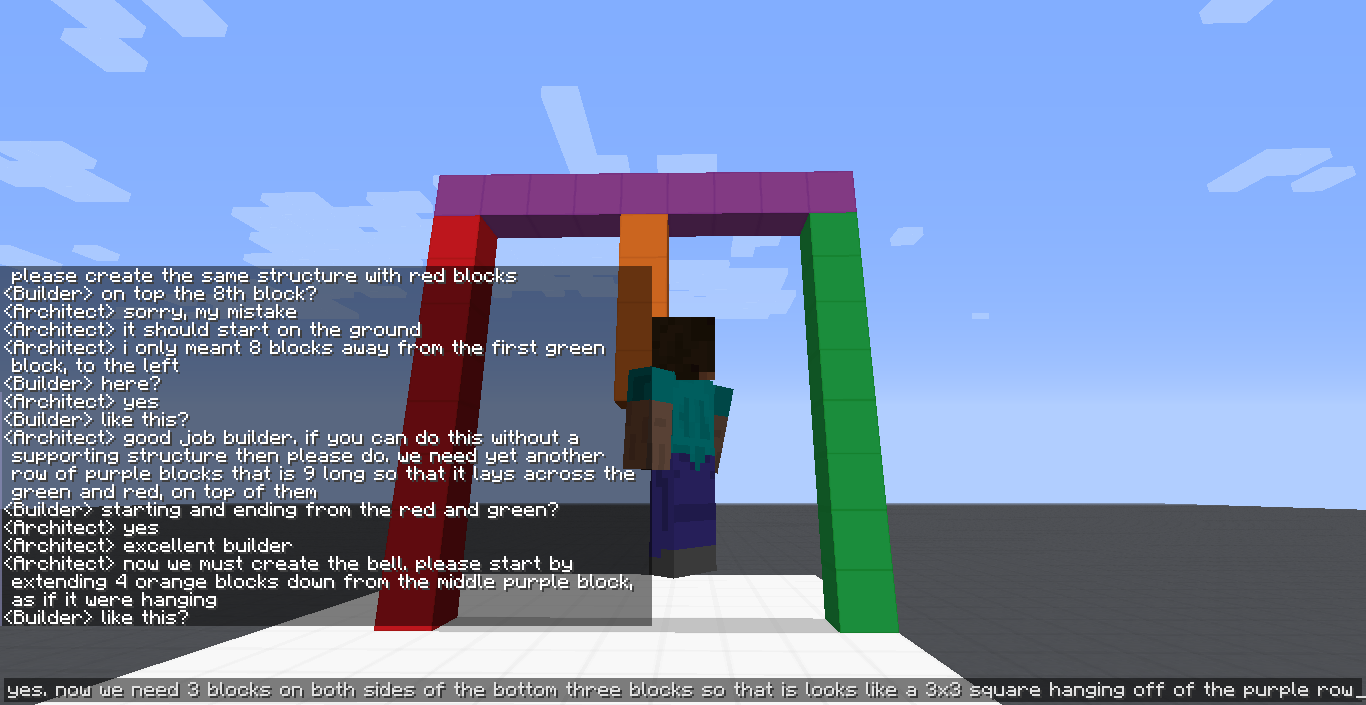 please create the same structure with red blocks
<Builder> on top the 8th block?
<Architect> sorry, my mistake
<Architect> it should start on the ground
<Architect> i only meant 8 blocks away from the first green
block, to the left
<Builder> here?
<Architect> yes
<Builder> like this?
<Architect> good job builder. if you can do this without a
supporting structure then please do. we need yet another
row of purple blocks that is 9 long so that it lays across the
green and red, on top of them
<Builder> starting and ending from the red and green?
<Architect> yes
<Architect> excellent builder
<Architect> now we must create the bell. please start by
extending 4 orange blocks down from the middle purple block,
as if it were hanging
<Builder> like this?
yes. now we need 3 blocks on both sides of the bottom three blocks so that is looks like a 3x3 square hanging off of the purple row_